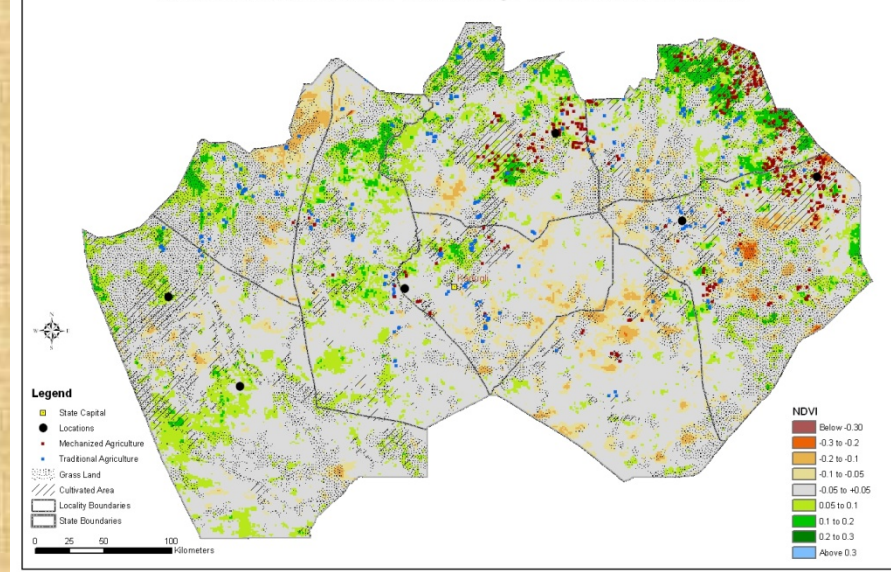 Legend
State Capital
Locations
Mechanized Agriculture
Traditional Agriculture
Grass Land
Cultivated Area
Locality Boundaries
State Boundaries
0 25 50 100
Kilometers
NDVI
Below -0.30
-0.3 to -0.2
-0.2 to -0.1
-0.1 to -0.05
-0.05 to +0.05
0.05 to 0.1
0.1 to 0.2
0.2 to 0.3
Above 0.3
N
W E
S